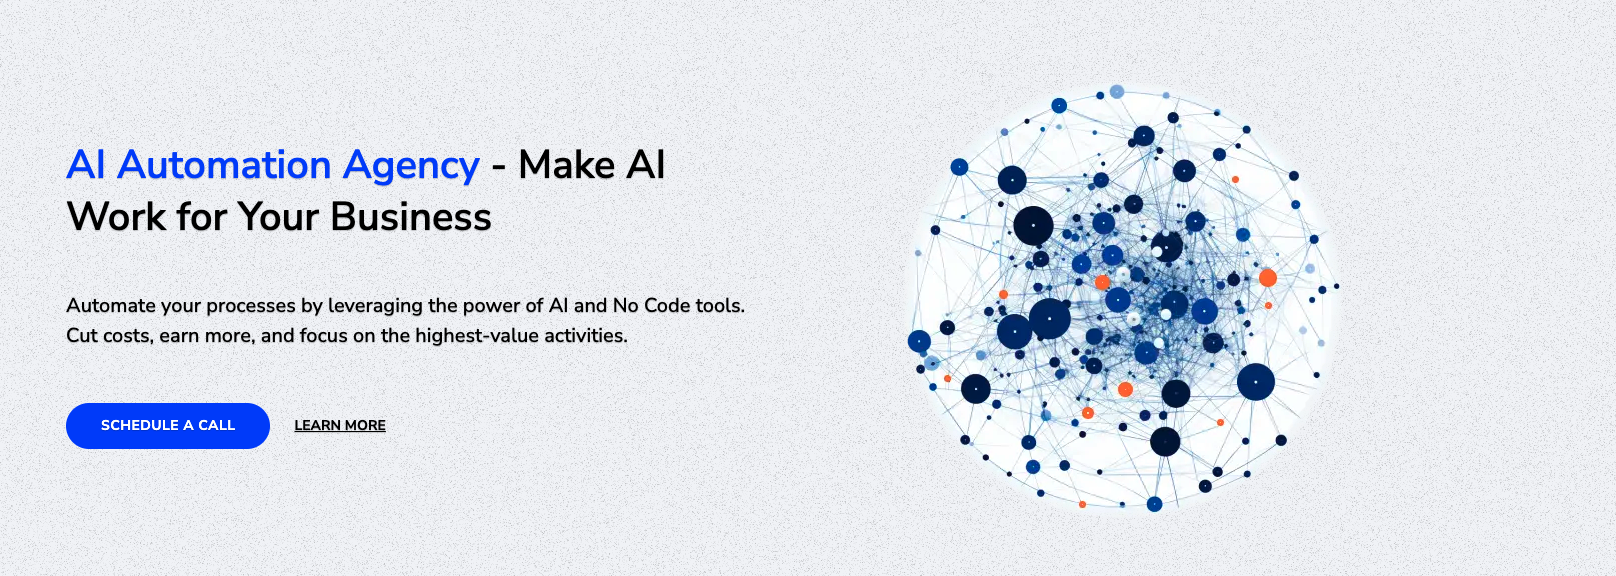 AI Automation Agency - Make AI
Work for Your Business
Automate your processes by leveraging the power of AI and No Code tools.
Cut costs, earn more, and focus on the highest-value activities.
SCHEDULE A CALL
LEARN MORE